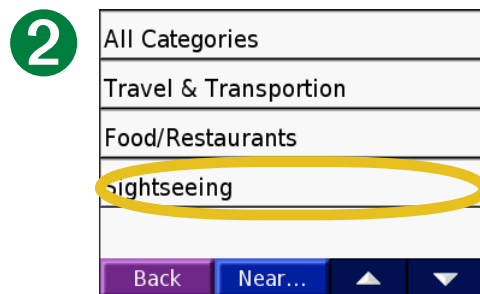 2
All Categories
Travel & Transportion
Food/Restaurants
Sightseeing
Back Near...